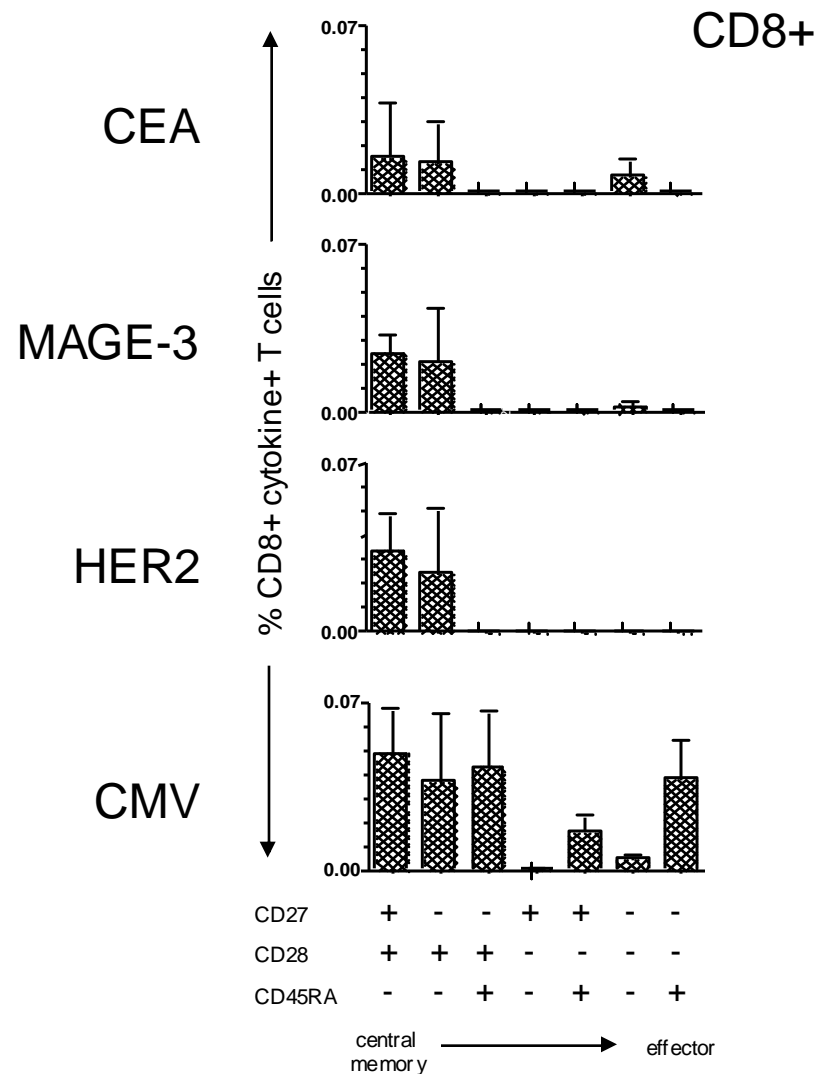 CD8+
0.07
CEA
0.00
0.07
MAGE-3
0.00
% CD8+ cytokine+ T cells
0.07
HER2
0.00
0.07
CMV
0.00
CD27 + - - + + - -
CD28 + + + - - - -
CD45RA - - + - + - +
central
memory
effector